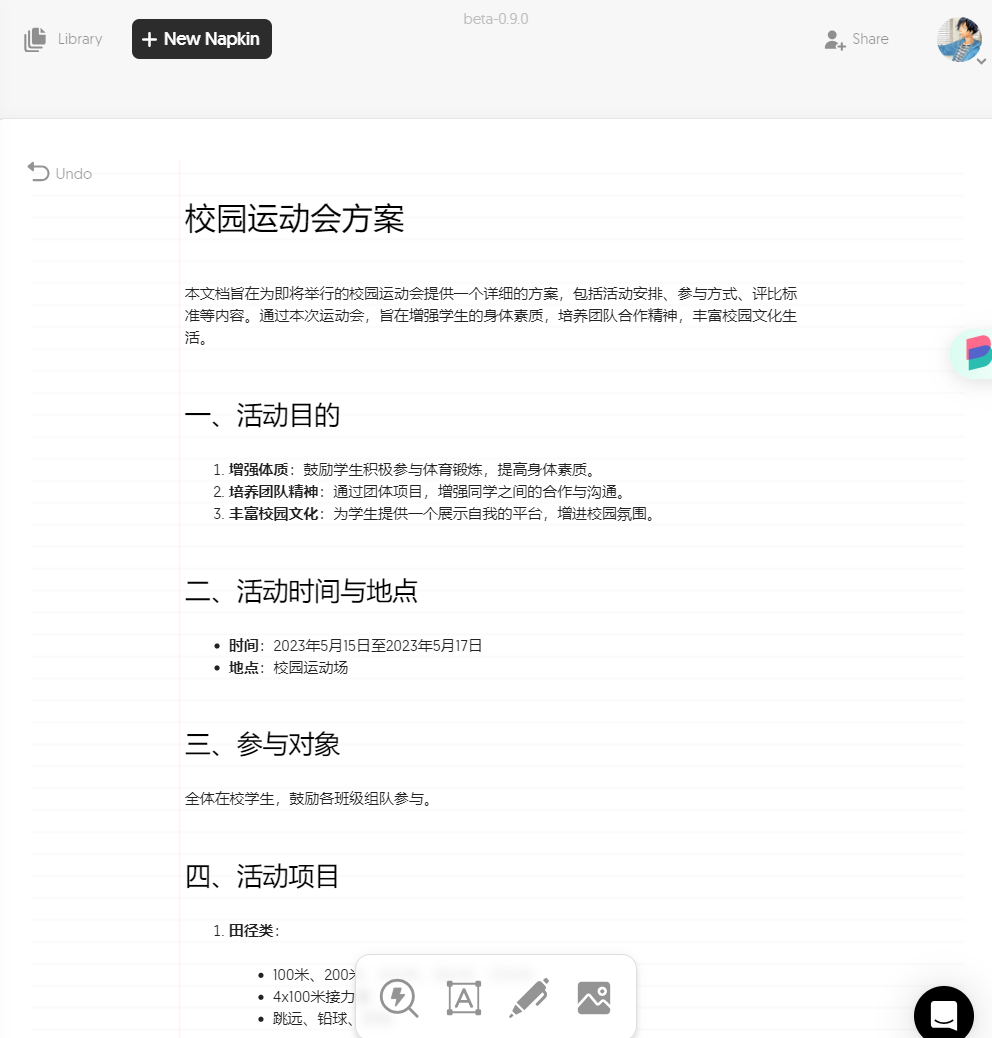 beta-0.9.0
Library
New Napkin
Share
Undo
校园运动会方案
本文档旨在为即将举行的校园运动会提供一个详细的方案，包括活动安排、参与方式、评比标
准等内容。通过本次运动会，旨在增强学生的身体素质，培养团队合作精神，丰富校园文化生
活。
一、活动目的
1. 增强体质：鼓励学生积极参与体育锻炼，提高身体素质。
2. 培养团队精神：通过团体项目，增强同学之间的合作与沟通。
3. 丰富校园文化：为学生提供一个展示自我的平台，增进校园氛围。
二、活动时间与地点
• 时间：2023年5月15日至2023年5月17日
• 地点：校园运动场
三、参与对象
全体在校学生，鼓励各班级组队参与。
四、活动项目
1. 田径类：
• 100米、200米
• 4x100米接力
• 跳远、铅球、
A